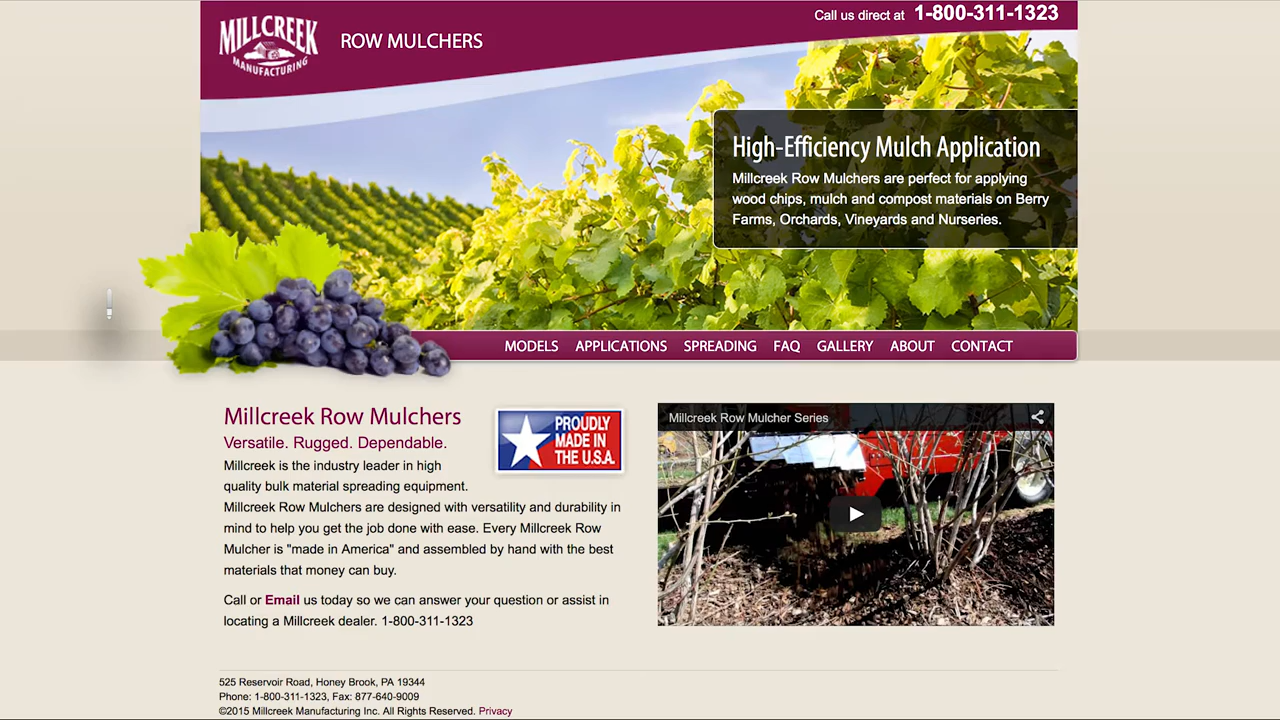 MILLCREEK
MANUFACTURING
ROW MULCHERS
Call us direct at 1-800-311-1323
High-Efficiency Mulch Application
Millcreek Row Mulchers are perfect for applying
wood chips, mulch and compost materials on Berry
Farms, Orchards, Vineyards and Nurseries.
MODELS APPLICATIONS SPREADING FAQ GALLERY ABOUT CONTACT
Millcreek Row Mulchers
Versatile. Rugged. Dependable.
PROUDLY
MADE IN
THE U.S.A.
Millcreek is the industry leader in high
quality bulk material spreading equipment.
Millcreek Row Mulchers are designed with versatility and durability in
mind to help you get the job done with ease. Every Millcreek Row
Mulcher is "made in America" and assembled by hand with the best
materials that money can buy.
Call or Email us today so we can answer your question or assist in
locating a Millcreek dealer. 1-800-311-1323
Millcreek Row Mulcher Series
525 Reservoir Road, Honey Brook, PA 19344
Phone: 1-800-311-1323, Fax: 877-640-9009
©2015 Millcreek Manufacturing Inc. All Rights Reserved. Privacy